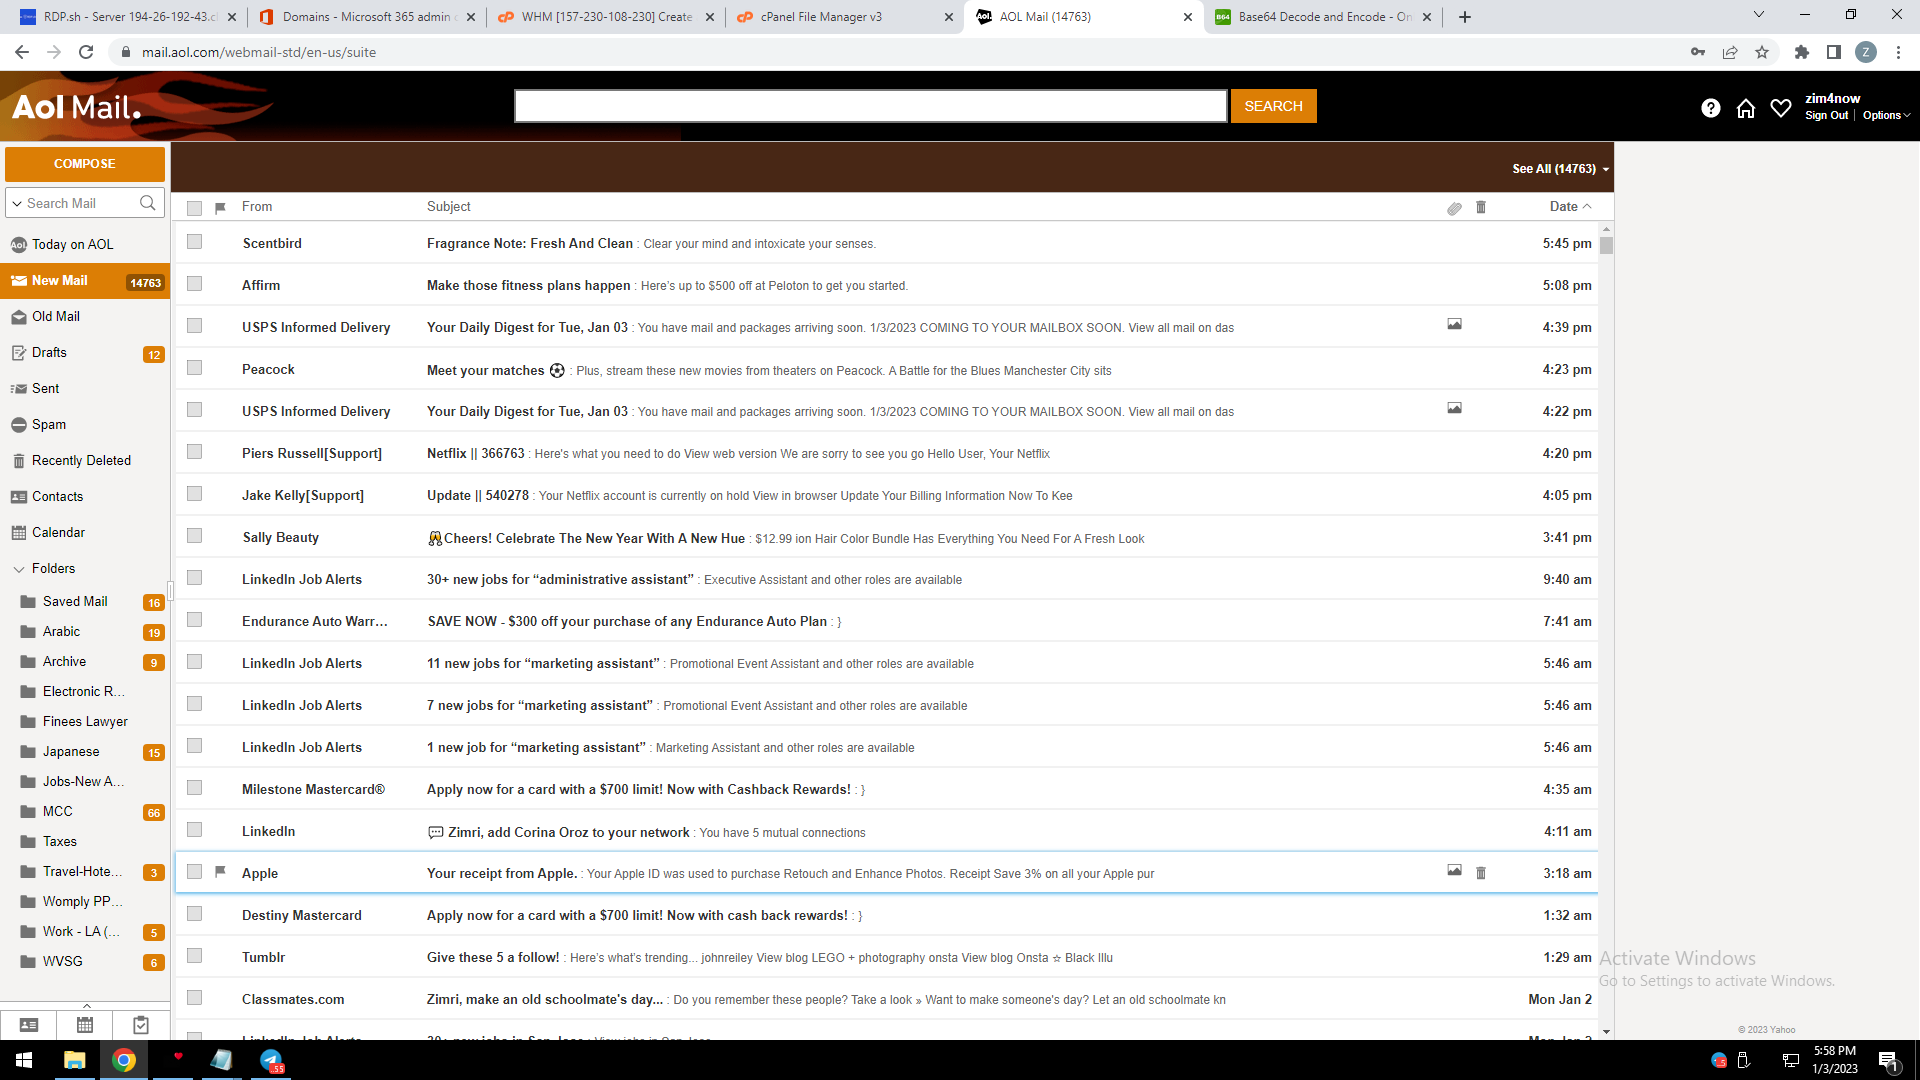 RDP.sh - Server 194-26-192-43.c
Domains - Microsoft 365 admin c
WHM [157-230-108-230] Create
cPanel File Manager v3
AOL Mail (14763)
Base64 Decode and Encode - On
mail.aol.com/webmail-std/en-us/suite
Z
Aol Mail.
SEARCH
zim4now
Sign Out | Options
COMPOSE
See All (14763)
Search Mail
From Subject Date
Today on AOL
New Mail 14763
Old Mail
Drafts 12
Sent
Spam
Recently Deleted
Contacts
Calendar
Folders
Saved Mail 16
Arabic 19
Archive 9
Electronic R...
Finees Lawyer
Japanese 15
Jobs-New A...
MCC 66
Taxes
Travel-Hote... 3
Womply PP...
Work - LA (... 5
WVSG 6
Scentbird Fragrance Note: Fresh And Clean : Clear your mind and intoxicate your senses. 5:45 pm
Affirm Make those fitness plans happen : Here's up to $500 off at Peloton to get you started. 5:08 pm
USPS Informed Delivery Your Daily Digest for Tue, Jan 03 : You have mail and packages arriving soon. 1/3/2023 COMING TO YOUR MAILBOX SOON. View all mail on das 4:39 pm
Peacock Meet your matches ⚽ : Plus, stream these new movies from theaters on Peacock. A Battle for the Blues Manchester City sits 4:23 pm
USPS Informed Delivery Your Daily Digest for Tue, Jan 03 : You have mail and packages arriving soon. 1/3/2023 COMING TO YOUR MAILBOX SOON. View all mail on das 4:22 pm
Piers Russell[Support] Netflix || 366763 : Here's what you need to do View web version We are sorry to see you go Hello User, Your Netflix 4:20 pm
Jake Kelly[Support] Update || 540278 : Your Netflix account is currently on hold View in browser Update Your Billing Information Now To Kee 4:05 pm
Sally Beauty 🥂Cheers! Celebrate The New Year With A New Hue : $12.99 ion Hair Color Bundle Has Everything You Need For A Fresh Look 3:41 pm
LinkedIn Job Alerts 30+ new jobs for “administrative assistant” : Executive Assistant and other roles are available 9:40 am
Endurance Auto Warr... SAVE NOW - $300 off your purchase of any Endurance Auto Plan : } 7:41 am
LinkedIn Job Alerts 11 new jobs for “marketing assistant” : Promotional Event Assistant and other roles are available 5:46 am
LinkedIn Job Alerts 7 new jobs for “marketing assistant” : Promotional Event Assistant and other roles are available 5:46 am
LinkedIn Job Alerts 1 new job for “marketing assistant” : Marketing Assistant and other roles are available 5:46 am
Milestone Mastercard® Apply now for a card with a $700 limit! Now with Cashback Rewards! : } 4:35 am
LinkedIn 💬 Zimri, add Corina Oroz to your network : You have 5 mutual connections 4:11 am
Apple Your receipt from Apple. : Your Apple ID was used to purchase Retouch and Enhance Photos. Receipt Save 3% on all your Apple pur 3:18 am
Destiny Mastercard Apply now for a card with a $700 limit! Now with cash back rewards! : } 1:32 am
Tumblr Give these 5 a follow! : Here's what's trending... johnreiley View blog LEGO + photography onsta View blog Onsta ☆ Black Illu 1:29 am
Classmates.com Zimri, make an old schoolmate's day... : Do you remember these people? Take a look » Want to make someone's day? Let an old schoolmate kn Mon Jan 2
LinkedIn Job Alerts 30+ new jobs in San Jose : View jobs in San Jose Mon Jan 2
Activate Windows
Go to Settings to activate Windows.
© 2023 Yahoo
5:58 PM
1/3/2023
1